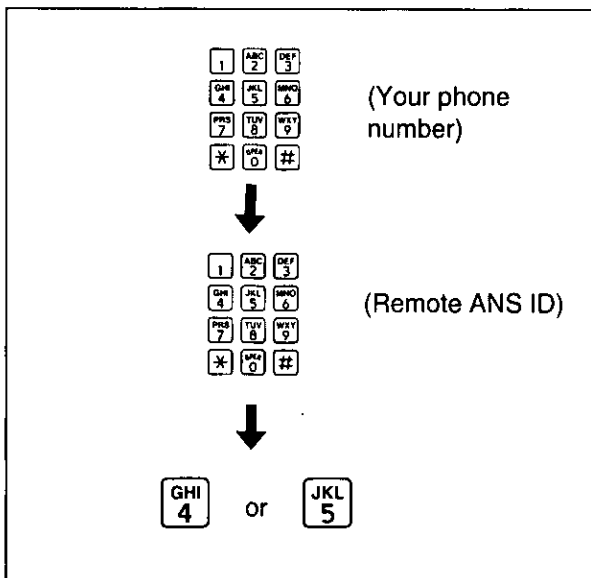 1 ABC 2 DEF 3
GHI 4 JKL 5 MNO 6
PRS 7 TUV 8 WXY 9
* OPER 0 #
(Your phone
number)
1 ABC 2 DEF 3
GHI 4 JKL 5 MNO 6
PRS 7 TUV 8 WXY 9
* OPER 0 #
(Remote ANS ID)
GHI 4 or JKL 5